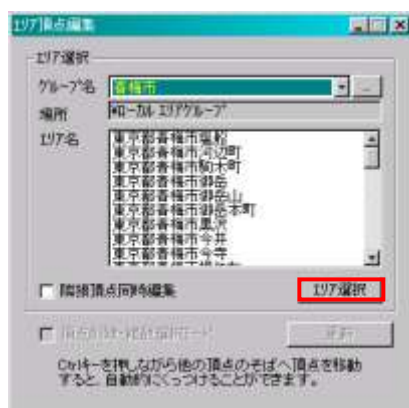 エリア頂点編集
エリア選択
グループ名 青梅市 ...
場所 ¥ローカル エリアグループ
エリア名
東京都青梅市塩船
東京都青梅市河辺町
東京都青梅市駒木町
東京都青梅市御岳
東京都青梅市御岳山
東京都青梅市御岳本町
東京都青梅市黒沢
東京都青梅市今井
東京都青梅市今寺
隣接頂点同時編集 エリア選択
更新
Ctrlキーを押しながら他の頂点のそばへ頂点を移動
すると、自動的にくっつけることができます。